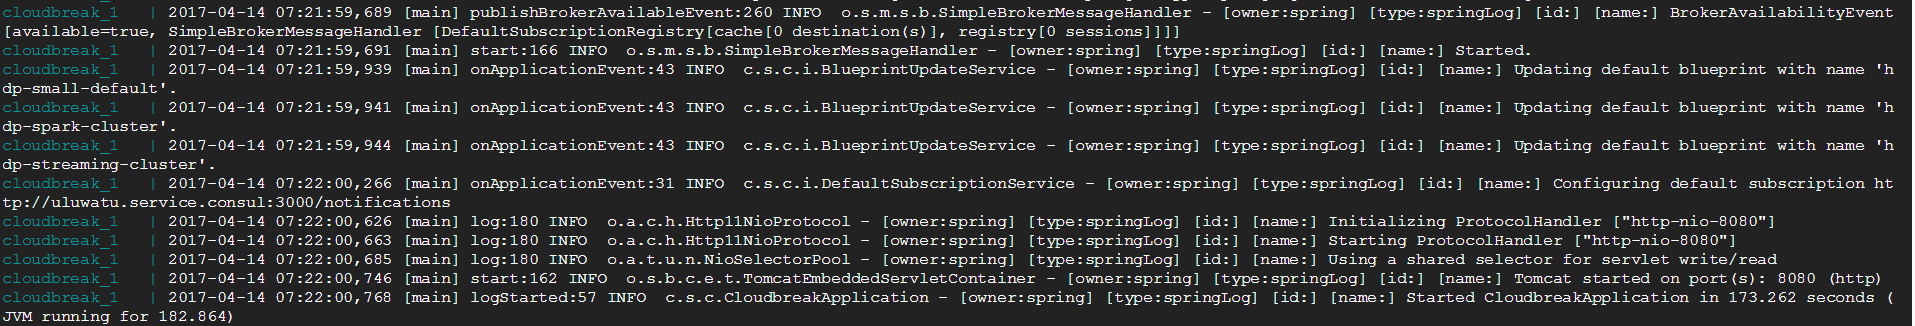 cloudbreak_1   | 2017-04-14 07:21:59,689 [main] publishBrokerAvailableEvent:260 INFO  o.s.m.s.b.SimpleBrokerMessageHandler - [owner:spring] [type:springLog] [id:] [name:] BrokerAvailabilityEvent
[available=true, SimpleBrokerMessageHandler [DefaultSubscriptionRegistry[cache[0 destination(s)], registry[0 sessions]]]]
cloudbreak_1   | 2017-04-14 07:21:59,691 [main] start:166 INFO  o.s.m.s.b.SimpleBrokerMessageHandler - [owner:spring] [type:springLog] [id:] [name:] Started.
cloudbreak_1   | 2017-04-14 07:21:59,939 [main] onApplicationEvent:43 INFO  c.s.c.i.BlueprintUpdateService - [owner:spring] [type:springLog] [id:] [name:] Updating default blueprint with name 'h
dp-small-default'.
cloudbreak_1   | 2017-04-14 07:21:59,941 [main] onApplicationEvent:43 INFO  c.s.c.i.BlueprintUpdateService - [owner:spring] [type:springLog] [id:] [name:] Updating default blueprint with name 'h
dp-spark-cluster'.
cloudbreak_1   | 2017-04-14 07:21:59,944 [main] onApplicationEvent:43 INFO  c.s.c.i.BlueprintUpdateService - [owner:spring] [type:springLog] [id:] [name:] Updating default blueprint with name 'h
dp-streaming-cluster'.
cloudbreak_1   | 2017-04-14 07:22:00,266 [main] onApplicationEvent:31 INFO  c.s.c.i.DefaultSubscriptionService - [owner:spring] [type:springLog] [id:] [name:] Configuring default subscription ht
tp://uluwatu.service.consul:3000/notifications
cloudbreak_1   | 2017-04-14 07:22:00,626 [main] log:180 INFO  o.a.c.h.Http11NioProtocol - [owner:spring] [type:springLog] [id:] [name:] Initializing ProtocolHandler ["http-nio-8080"]
cloudbreak_1   | 2017-04-14 07:22:00,663 [main] log:180 INFO  o.a.c.h.Http11NioProtocol - [owner:spring] [type:springLog] [id:] [name:] Starting ProtocolHandler ["http-nio-8080"]
cloudbreak_1   | 2017-04-14 07:22:00,685 [main] log:180 INFO  o.a.t.u.n.NioSelectorPool - [owner:spring] [type:springLog] [id:] [name:] Using a shared selector for servlet write/read
cloudbreak_1   | 2017-04-14 07:22:00,746 [main] start:162 INFO  o.s.b.c.e.t.TomcatEmbeddedServletContainer - [owner:spring] [type:springLog] [id:] [name:] Tomcat started on port(s): 8080 (http)
cloudbreak_1   | 2017-04-14 07:22:00,768 [main] logStarted:57 INFO  c.s.c.CloudbreakApplication - [owner:spring] [type:springLog] [id:] [name:] Started CloudbreakApplication in 173.262 seconds (
JVM running for 182.864)